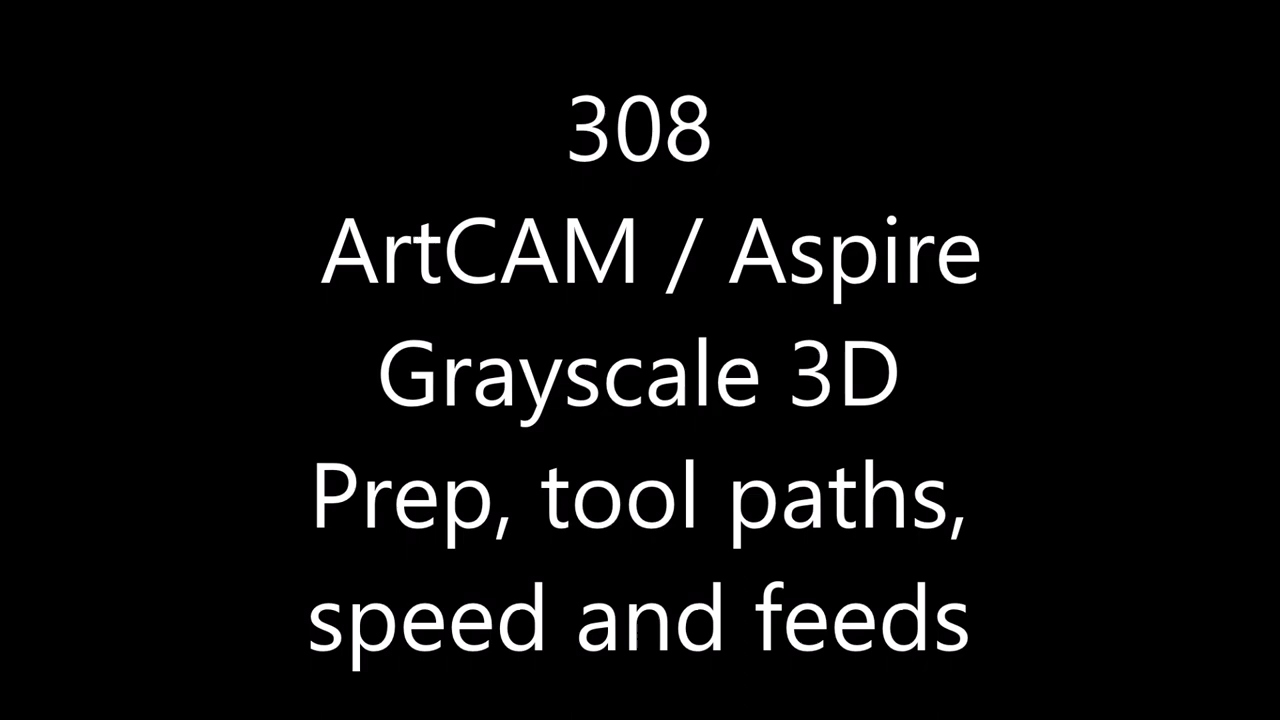 308
ArtCAM / Aspire
Grayscale 3D
Prep, tool paths,
speed and feeds